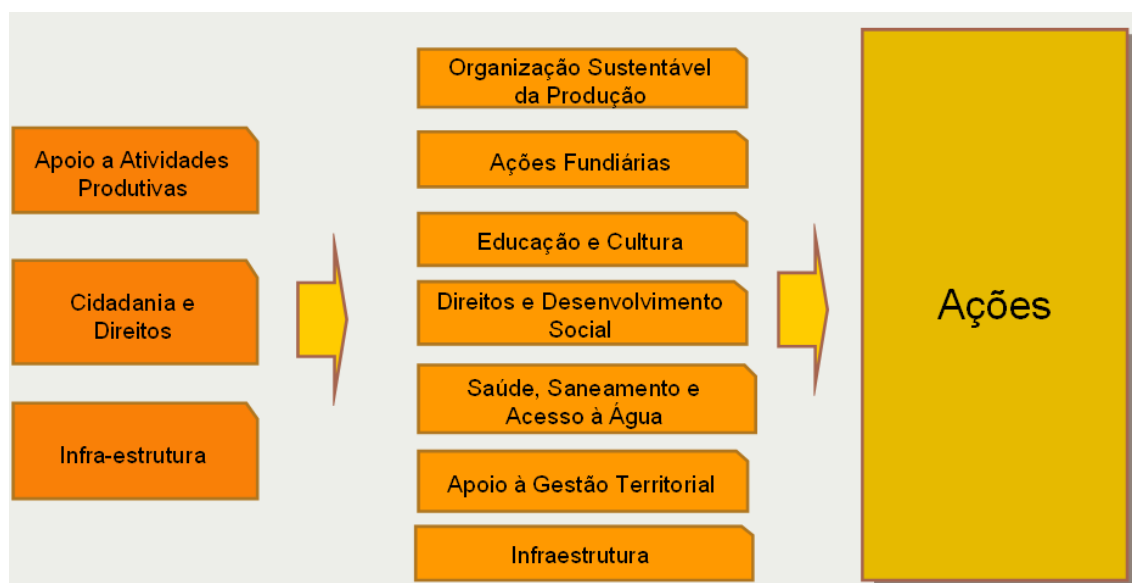 Apoio a Atividades
Produtivas
Cidadania e
Direitos
Infra-estrutura
Organização Sustentável
da Produção
Ações Fundiárias
Educação e Cultura
Direitos e Desenvolvimento
Social
Saúde, Saneamento e
Acesso à Água
Apoio à Gestão Territorial
Infraestrutura
Ações